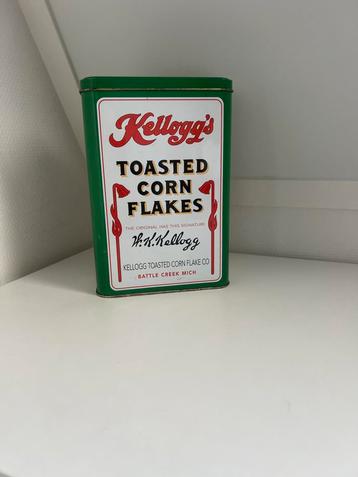 Kellogg's
TOASTED
CORN
FLAKES
THE ORIGINAL HAS THIS SIGNATURE
W.K.Kellogg
KELLOGG TOASTED CORN FLAKE CO
BATTLE CREEK MICH